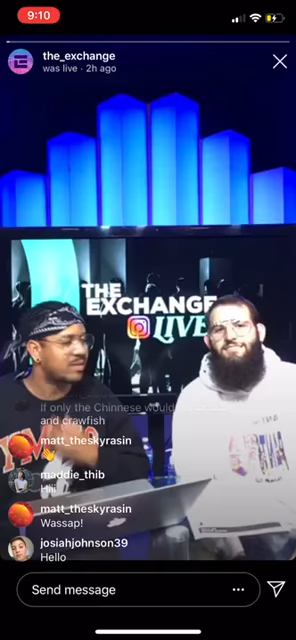 9:10
the_exchange
was live · 2h ago
THE
EXCHANGE
LIVE
If only the Chinnese would
and crawfish
matt_theskyrasin
👋
maddie_thib
Hiii
matt_theskyrasin
Wassap!
josiahjohnson39
Hello
Send message